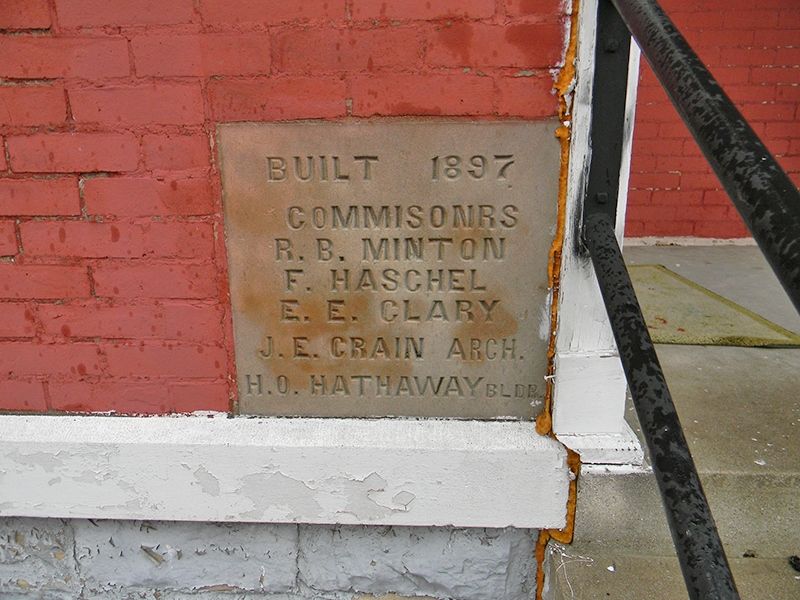 BUILT 1897
COMMISONRS
R. B. MINTON
F. HASCHEL
E. E. CLARY
J. E. CRAIN ARCH.
H. O. HATHAWAY BLDR.